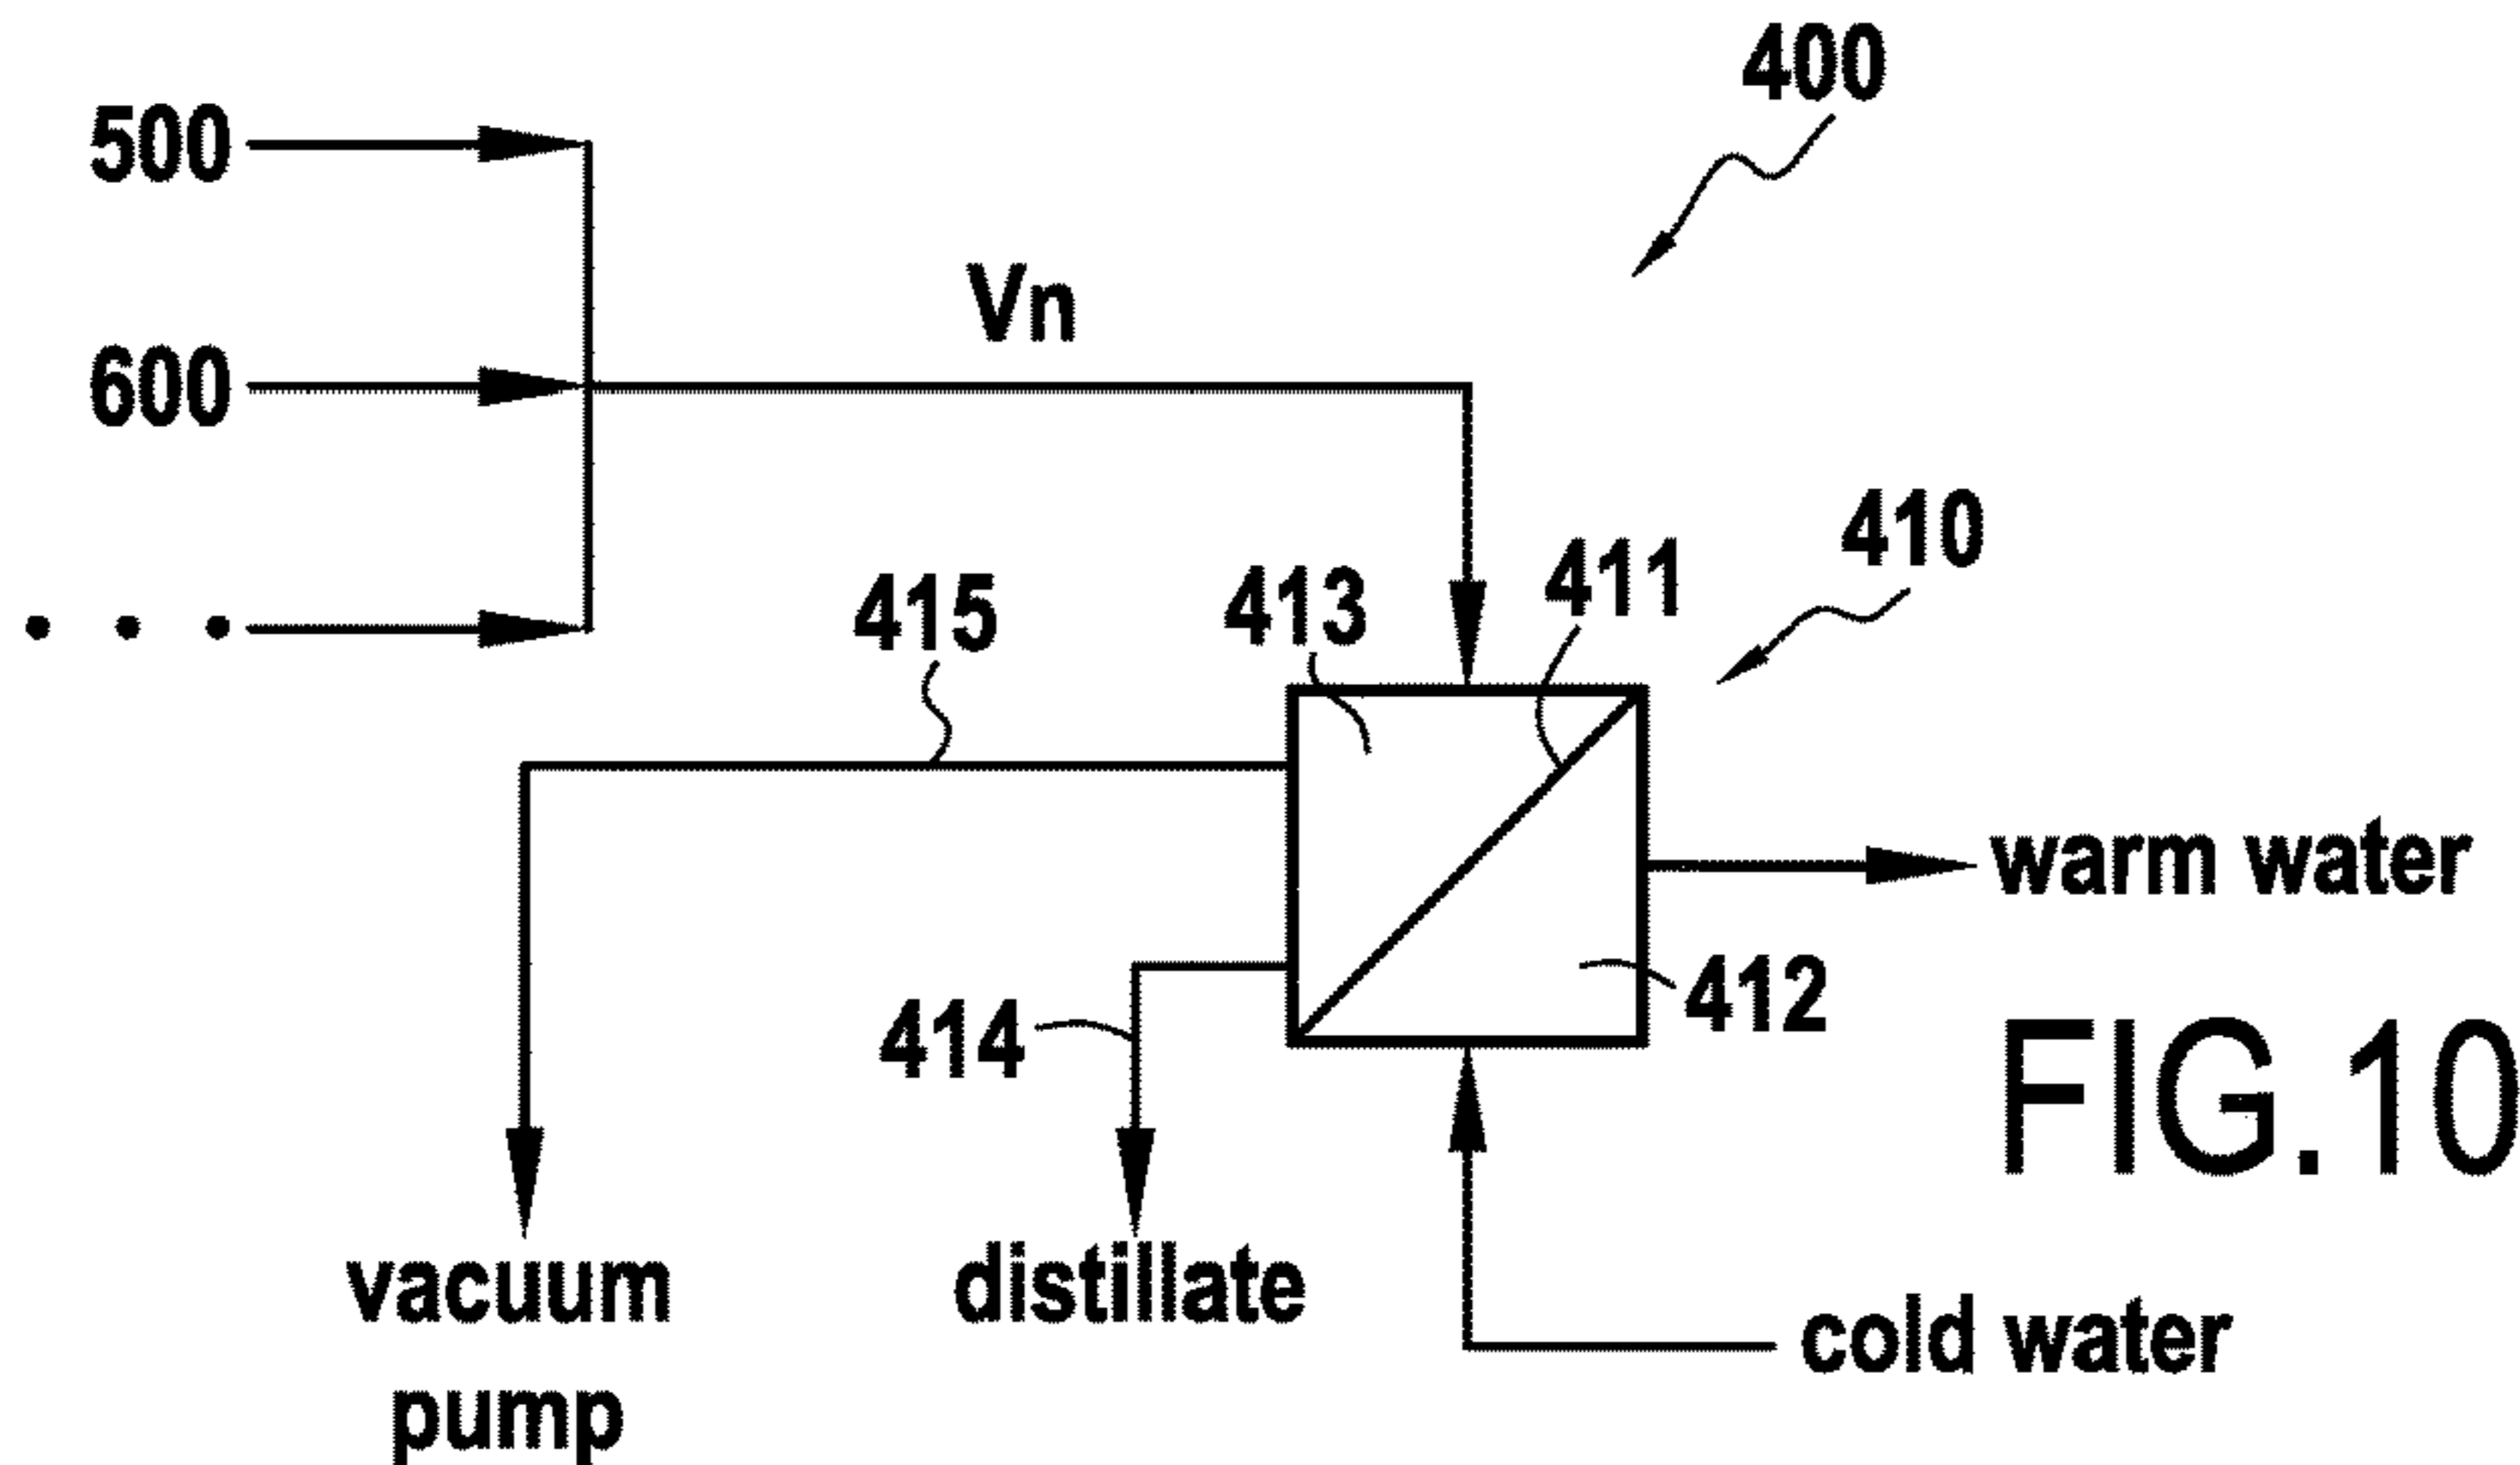 400
500
Vn
600
410
411
413
415
• • •
warm water
412
414
FIG.10
distillate
vacuum
pump
cold water